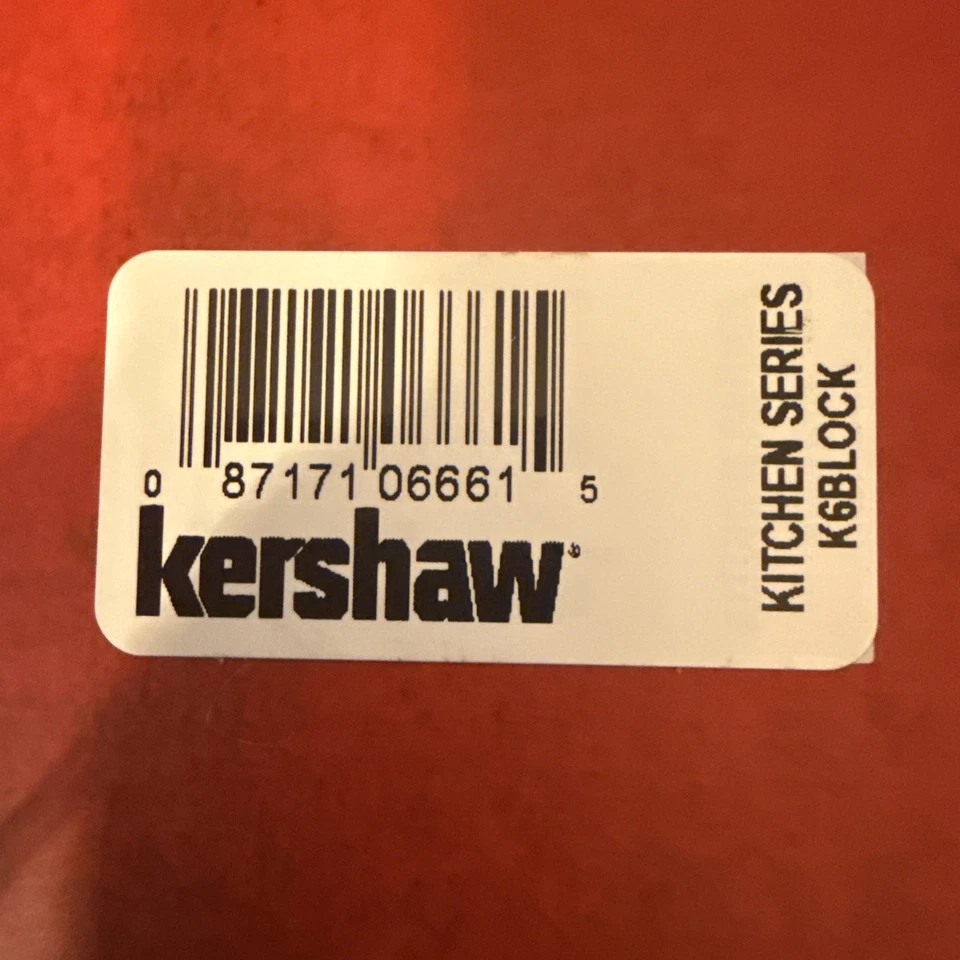 0 87171 06661 5
kershaw
KITCHEN SERIES
K6BLOCK